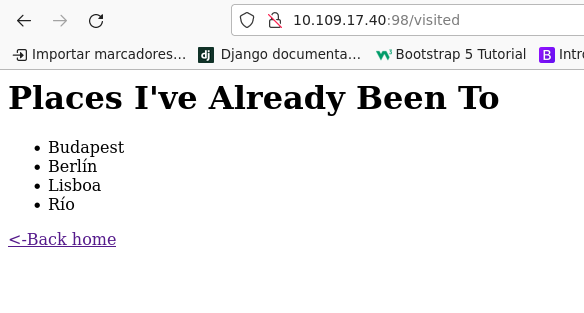 10.109.17.40:98/visited
Importar marcadores... Django documenta... Bootstrap 5 Tutorial Intr
Places I've Already Been To
Budapest
Berlín
Lisboa
Río
<-Back home